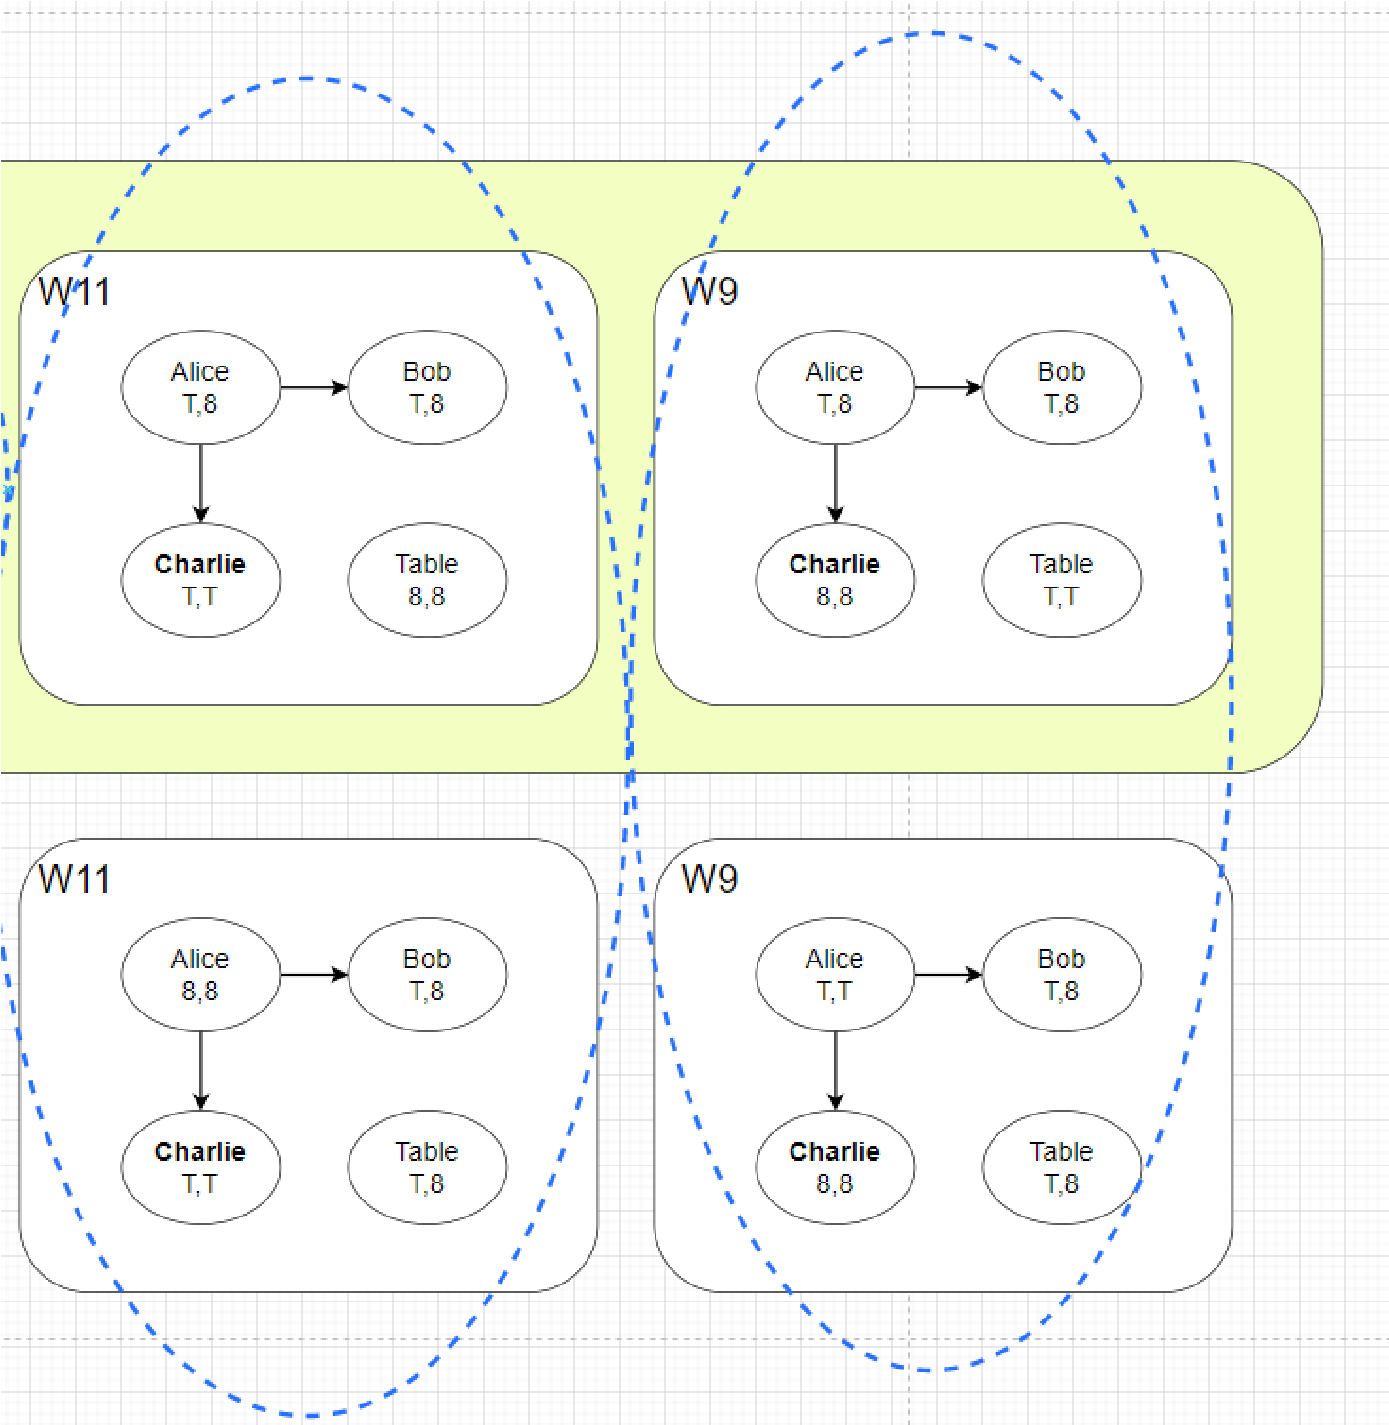 W11
Alice
T,8
Bob
T,8
Charlie
T,T
Table
8,8
W9
Alice
T,8
Bob
T,8
Charlie
8,8
Table
T,T
W11
Alice
8,8
Bob
T,8
Charlie
T,T
Table
T,8
W9
Alice
T,T
Bob
T,8
Charlie
8,8
Table
T,8